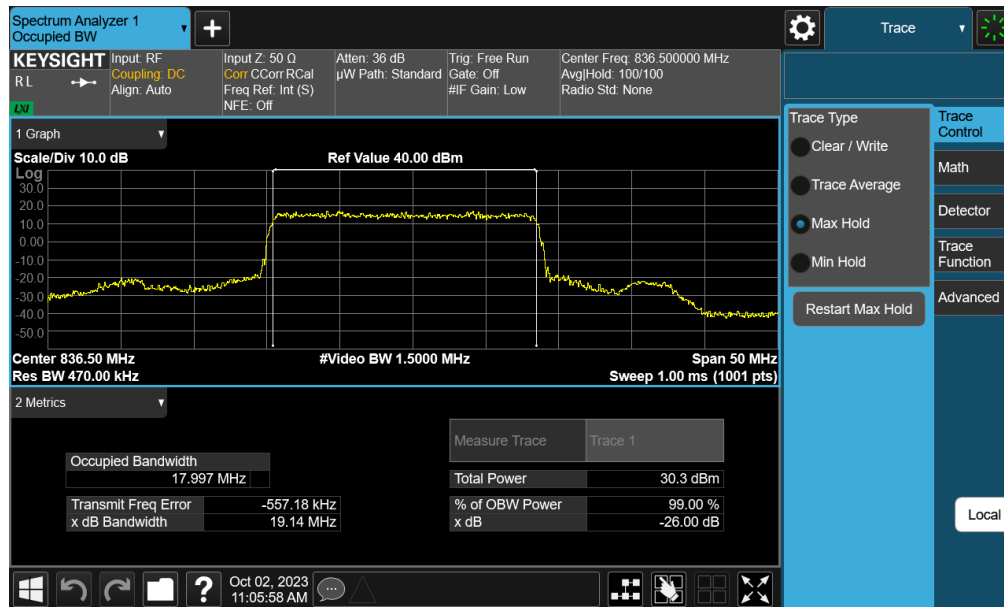 Spectrum Analyzer 1
Occupied BW
Trace
KEYSIGHT
R L
LXI
Input: RF
Coupling: DC
Align: Auto
Input Z: 50 Ω
Corr CCorr RCal
Freq Ref: Int (S)
NFE: Off
Atten: 36 dB
µW Path: Standard
Trig: Free Run
Gate: Off
#IF Gain: Low
Center Freq: 836.500000 MHz
Avg|Hold: 100/100
Radio Std: None
1 Graph
Scale/Div 10.0 dB
Ref Value 40.00 dBm
Log
30.0
20.0
10.0
0.00
-10.0
-20.0
-30.0
-40.0
-50.0
Center 836.50 MHz
#Video BW 1.5000 MHz
Span 50 MHz
Res BW 470.00 kHz
Sweep 1.00 ms (1001 pts)
2 Metrics
Measure Trace
Trace 1
Occupied Bandwidth
17.997 MHz
Total Power
30.3 dBm
Transmit Freq Error
-557.18 kHz
% of OBW Power
99.00 %
x dB Bandwidth
19.14 MHz
x dB
-26.00 dB
Trace Type
Clear / Write
Trace Average
Max Hold
Min Hold
Restart Max Hold
Trace
Control
Math
Detector
Trace
Function
Advanced
Local
?
Oct 02, 2023
11:05:58 AM